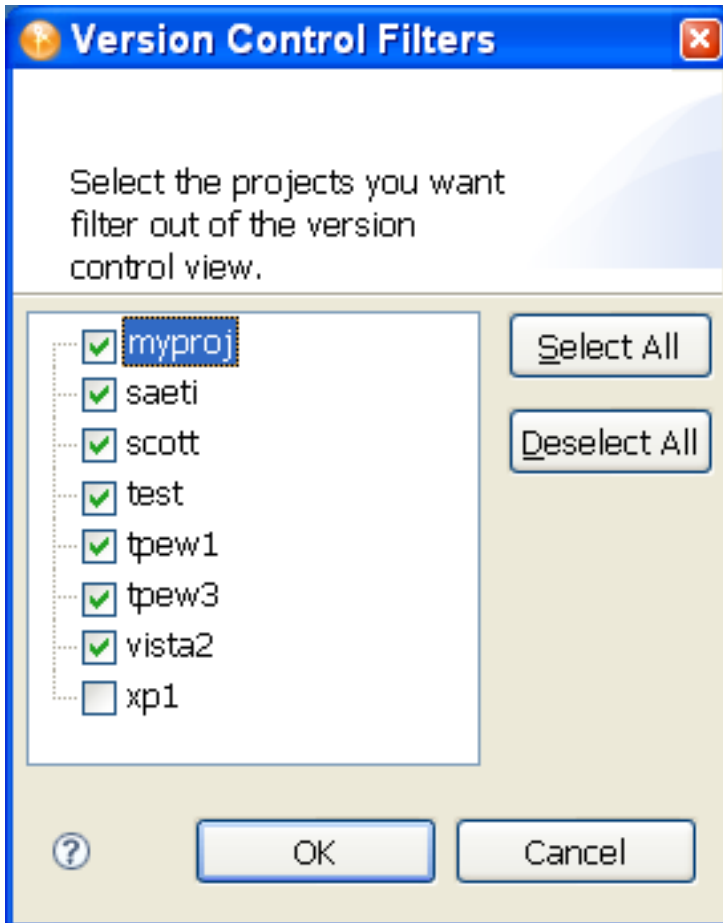 Version Control Filters
Select the projects you want
filter out of the version
control view.
myproj
saeti
scott
test
tpew1
tpew3
vista2
xp1
Select All
Deselect All
?
OK
Cancel